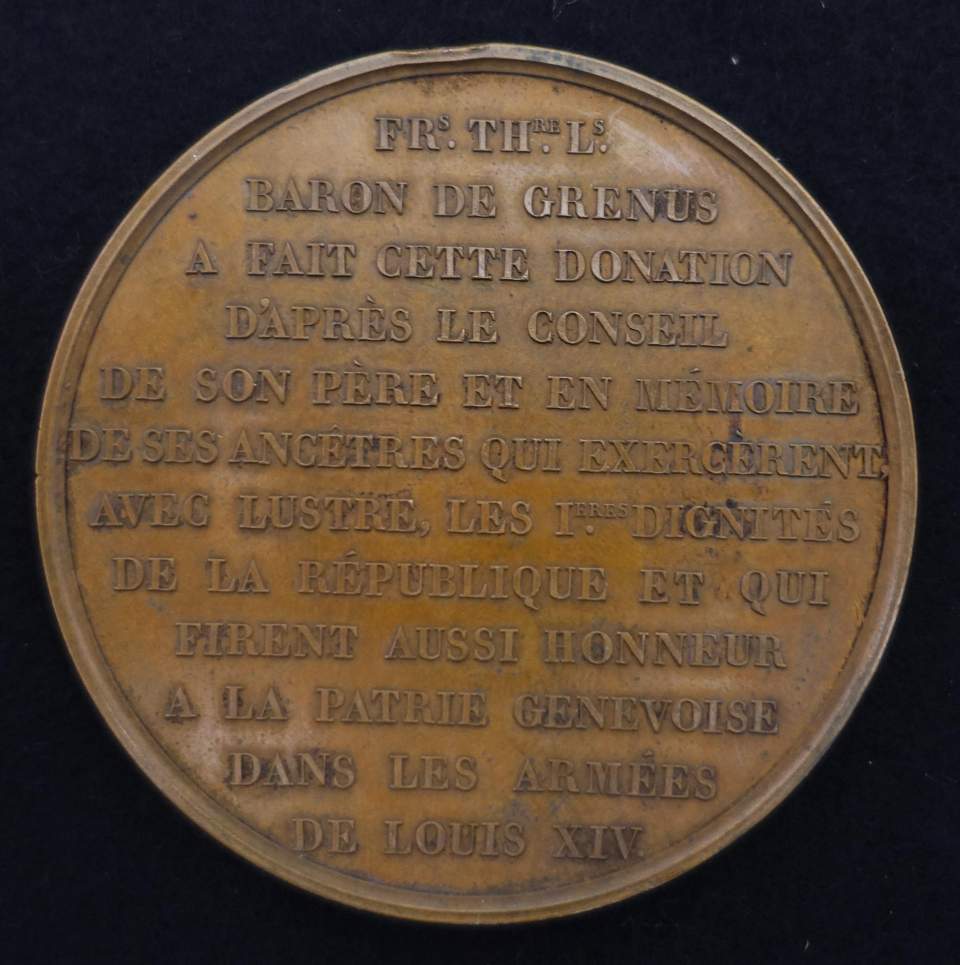 FRˢ. THᴿᴱ. Lˢ.
BARON DE GRENUS
A FAIT CETTE DONATION
D'APRÈS LE CONSEIL
DE SON PÈRE ET EN MÉMOIRE
DE SES ANCÊTRES QUI EXERCÈRENT,
AVEC LUSTRE, LES Iᴱᴿᴱˢ. DIGNITÉS
DE LA RÉPUBLIQUE ET QUI
FIRENT AUSSI HONNEUR
A LA PATRIE GENEVOISE
DANS LES ARMÉES
DE LOUIS XIV.